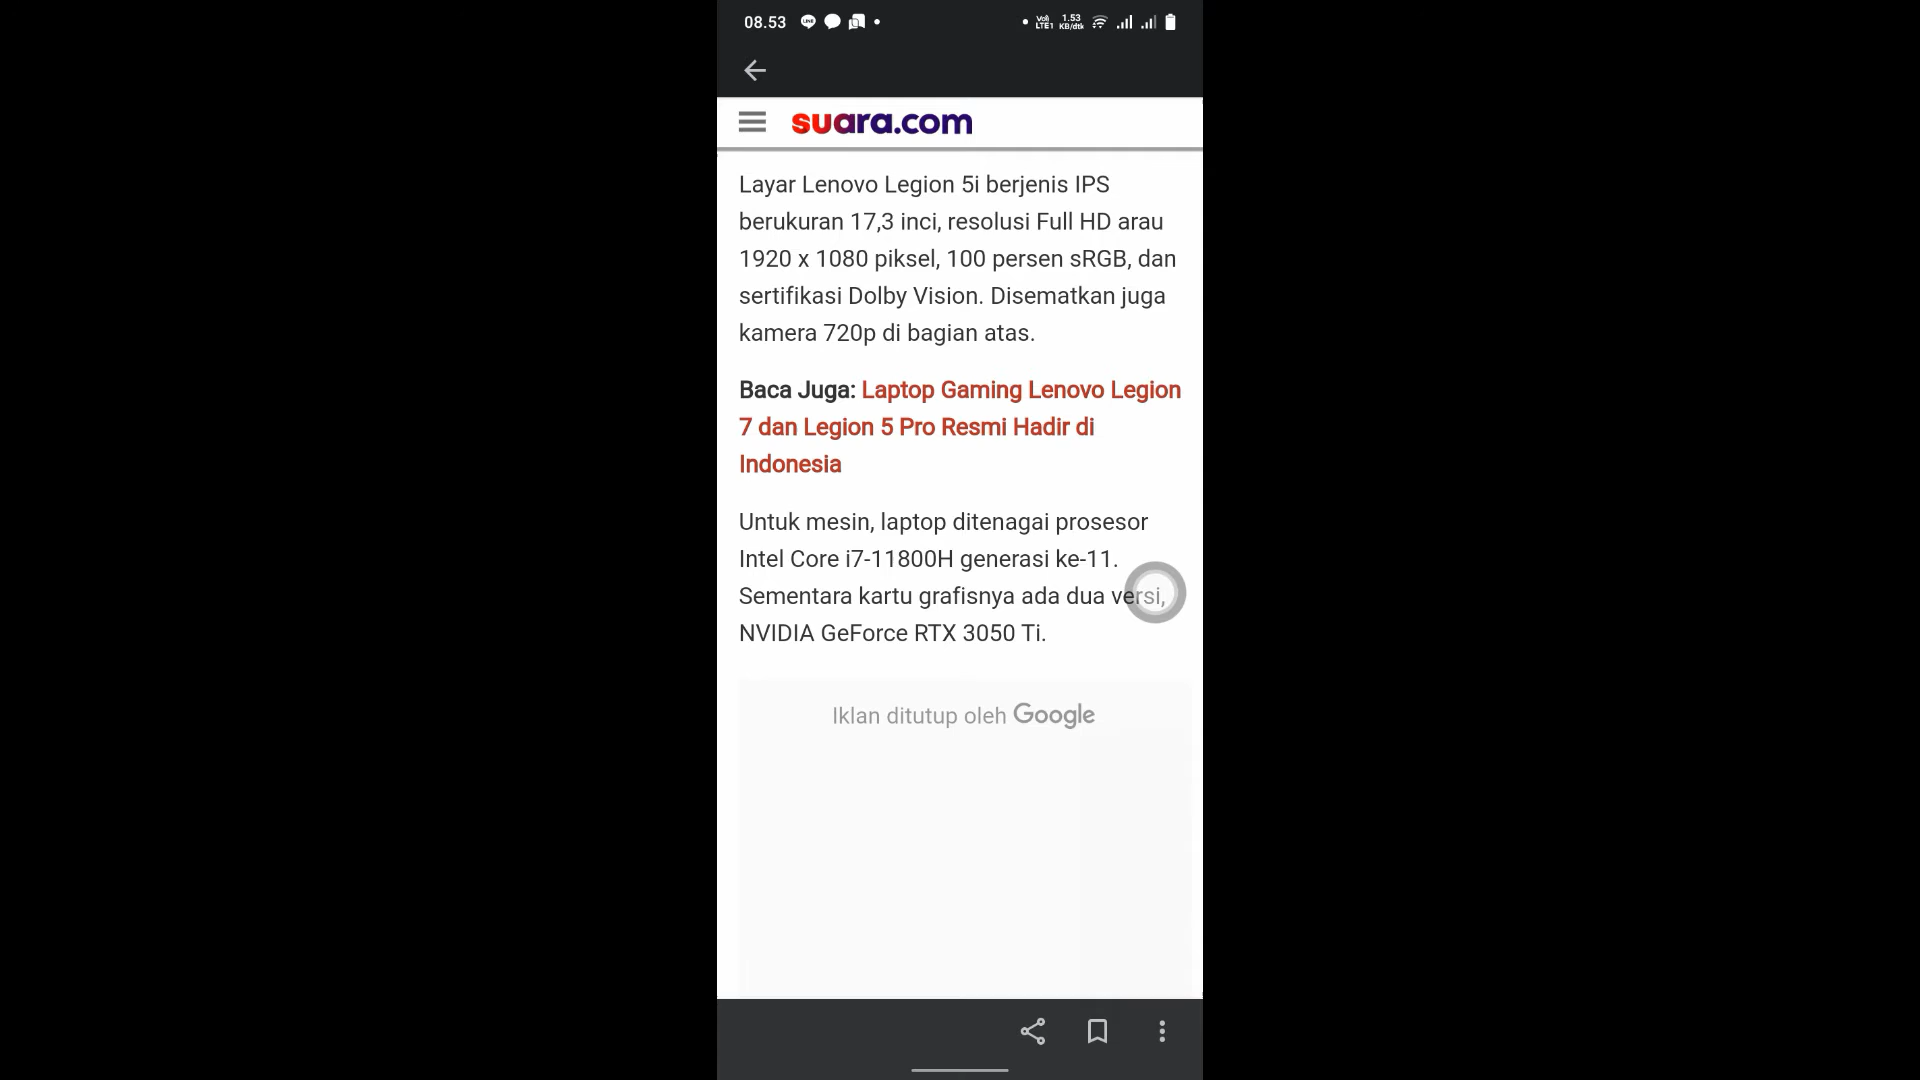 08.53
VoLTE1 1.53 KB/dtk
suara.com
Layar Lenovo Legion 5i berjenis IPS
berukuran 17,3 inci, resolusi Full HD arau
1920 x 1080 piksel, 100 persen sRGB, dan
sertifikasi Dolby Vision. Disematkan juga
kamera 720p di bagian atas.
Baca Juga: Laptop Gaming Lenovo Legion
7 dan Legion 5 Pro Resmi Hadir di
Indonesia
Untuk mesin, laptop ditenagai prosesor
Intel Core i7-11800H generasi ke-11.
Sementara kartu grafisnya ada dua versi,
NVIDIA GeForce RTX 3050 Ti.
Iklan ditutup oleh Google